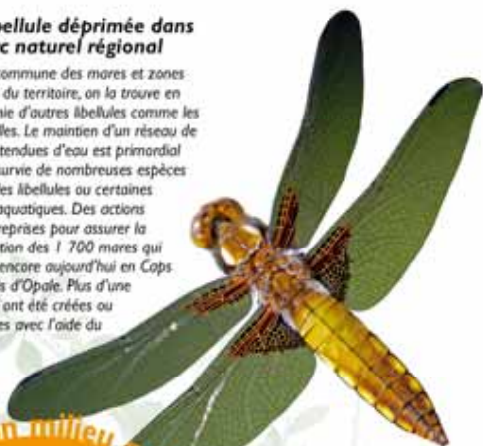 bellule déprimée dans
c naturel régional
commune des mares et zones
du territoire, on la trouve en
nie d'autres libellules comme les
lles. Le maintien d'un réseau de
tendues d'eau est primordial
urvie de nombreuses espèces
les libellules ou certaines
aquatiques. Des actions
reprises pour assurer la
tion des 1 700 mares qui
encore aujourd'hui en Caps
s d'Opale. Plus d'une
ont été créées ou
es avec l'aide du
n milieu